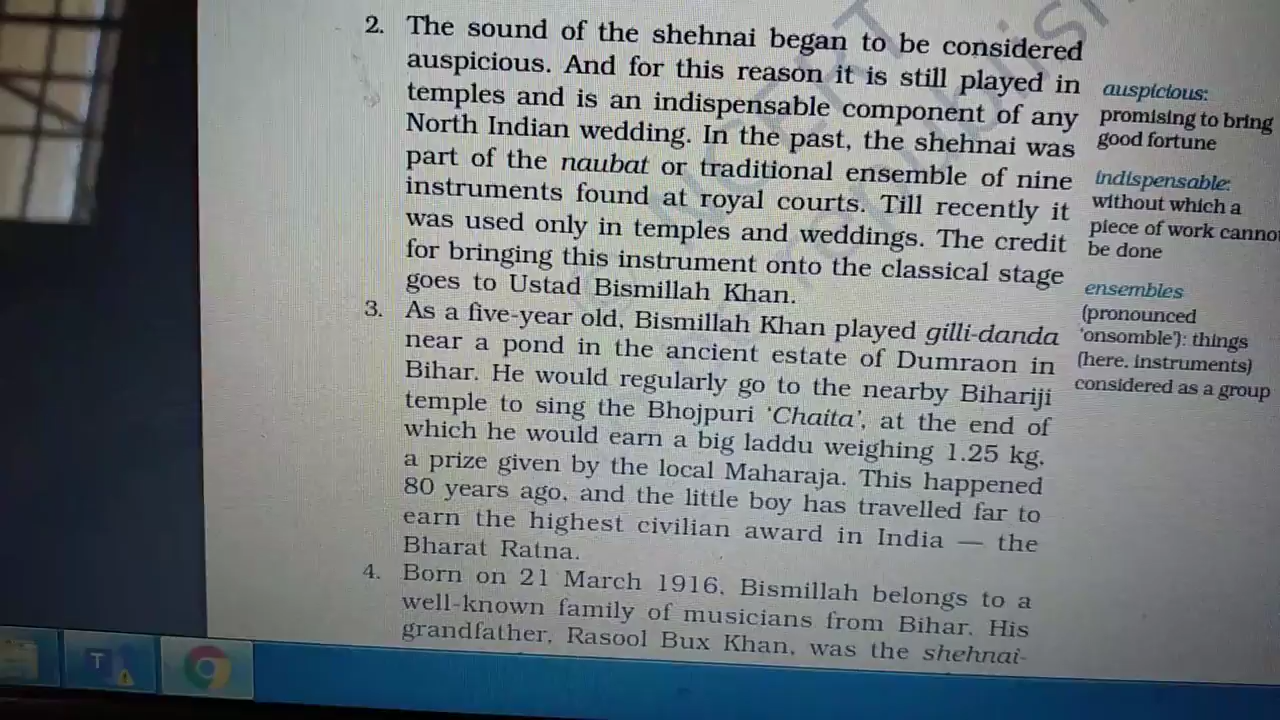 2. The sound of the shehnai began to be considered
auspicious. And for this reason it is still played in
temples and is an indispensable component of any
North Indian wedding. In the past, the shehnai was
part of the naubat or traditional ensemble of nine
instruments found at royal courts. Till recently it
was used only in temples and weddings. The credit
for bringing this instrument onto the classical stage
goes to Ustad Bismillah Khan.
3. As a five-year old, Bismillah Khan played gilli-danda
near a pond in the ancient estate of Dumraon in
Bihar. He would regularly go to the nearby Bihariji
temple to sing the Bhojpuri ‘Chaita’, at the end of
which he would earn a big laddu weighing 1.25 kg,
a prize given by the local Maharaja. This happened
80 years ago, and the little boy has travelled far to
earn the highest civilian award in India — the
Bharat Ratna.
4. Born on 21 March 1916, Bismillah belongs to a
well-known family of musicians from Bihar. His
grandfather, Rasool Bux Khan, was the shehnai-
auspicious:
promising to bring
good fortune
indispensable:
without which a
piece of work canno
be done
ensembles
(pronounced
‘onsomble’): things
(here, instruments)
considered as a group
T